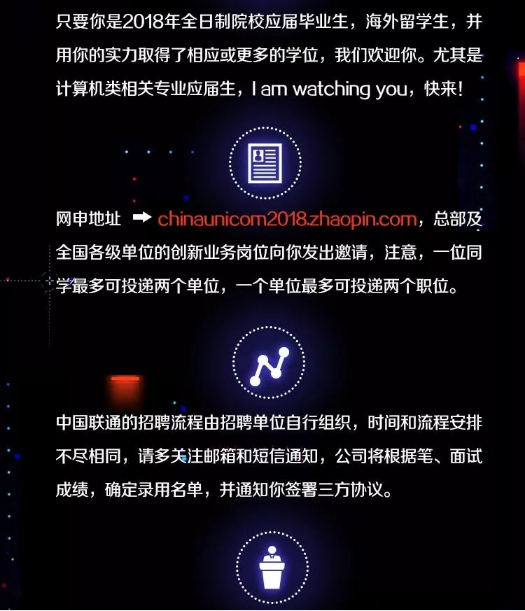 只要你是2018年全日制院校应届毕业生，海外留学生，并
用你的实力取得了相应或更多的学位，我们欢迎你。尤其是
计算机类相关专业应届生，I am watching you，快来！
网申地址 ➡ chinaunicom2018.zhaopin.com，总部及
全国各级单位的创新业务岗位向你发出邀请，注意，一位同
学最多可投递两个单位，一个单位最多可投递两个职位。
中国联通的招聘流程由招聘单位自行组织，时间和流程安排
不尽相同，请多关注邮箱和短信通知，公司将根据笔、面试
成绩，确定录用名单，并通知你签署三方协议。